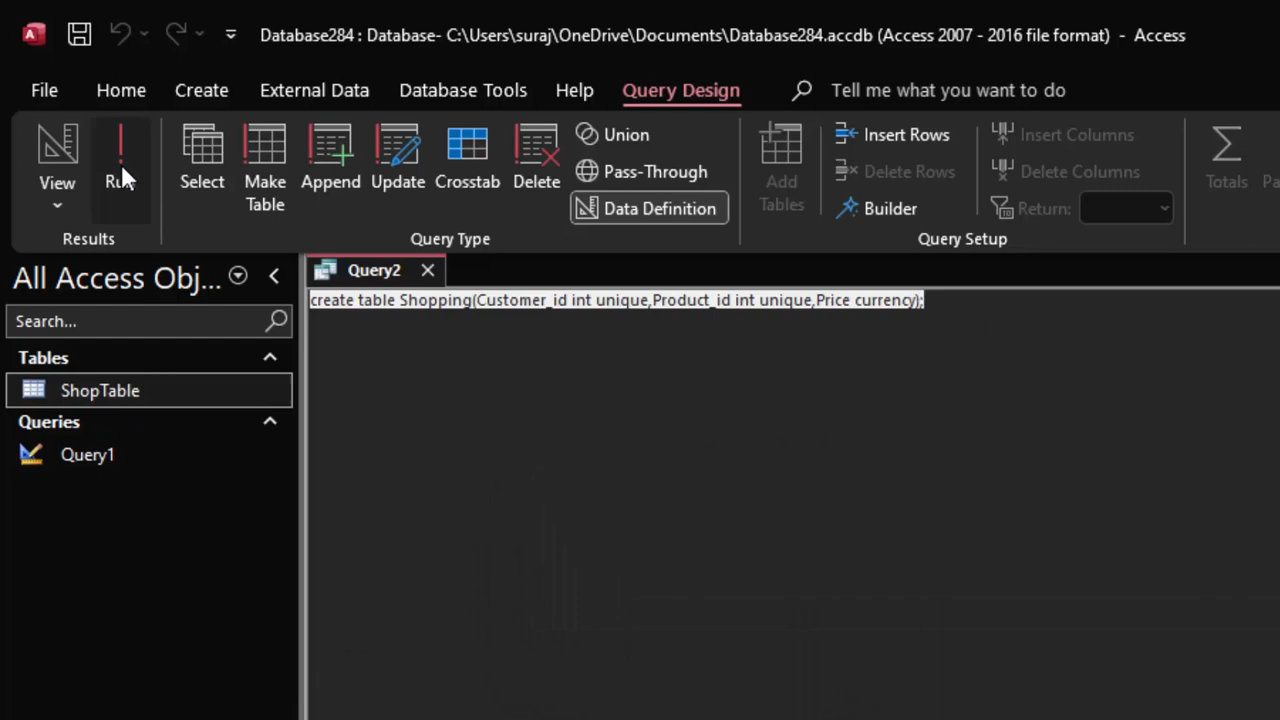 Database284 : Database- C:\Users\suraj\OneDrive\Documents\Database284.accdb (Access 2007 - 2016 file format) - Access
File Home Create External Data Database Tools Help Query Design Tell me what you want to do
View
Run
Select
Make Table
Append
Update
Crosstab
Delete
Union
Pass-Through
Data Definition
Add Tables
Insert Rows
Delete Rows
Builder
Insert Columns
Delete Columns
Return:
Totals
Results
Query Type
Query Setup
All Access Obj...
Search...
Tables
ShopTable
Queries
Query1
Query2
create table Shopping(Customer_id int unique,Product_id int unique,Price currency);